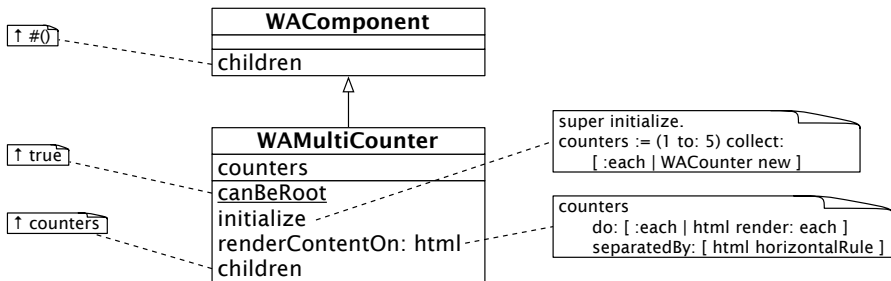 WAComponent
↑ #()
children
WAMultiCounter
counters
canBeRoot
initialize
renderContentOn: html
children
↑ true
↑ counters
super initialize.
counters := (1 to: 5) collect:
[ :each | WACounter new ]
counters
do: [ :each | html render: each ]
separatedBy: [ html horizontalRule ]